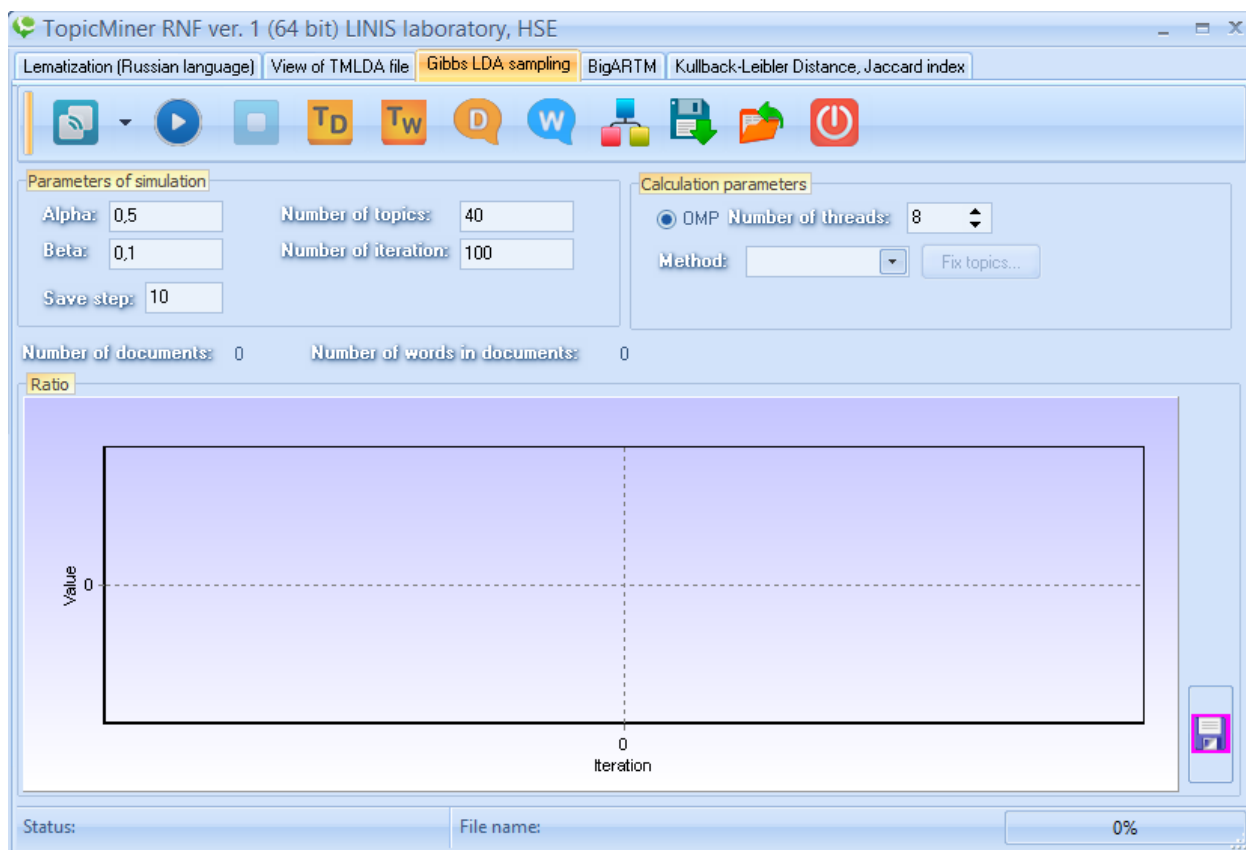 TopicMiner RNF ver. 1 (64 bit) LINIS laboratory, HSE
Lematization (Russian language) View of TMLDA file Gibbs LDA sampling BigARTM Kullback-Leibler Distance, Jaccard index
TD TW D W
Parameters of simulation
Alpha: 0,5 Number of topics: 40
Beta: 0,1 Number of iteration: 100
Save step: 10
Calculation parameters
OMP Number of threads: 8
Method: Fix topics...
Number of documents: 0 Number of words in documents: 0
Ratio
Value
0
0
Iteration
Status: File name: 0%